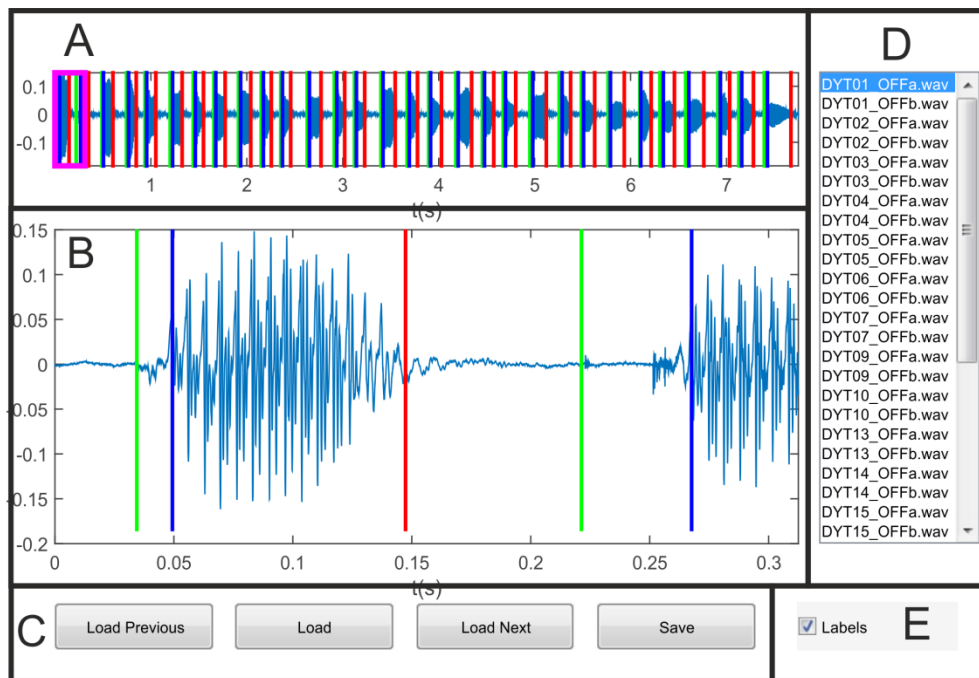 A
0.1
0
-0.1
1 2 3 4 5 6 7
t(s)
B
0.15
0.1
0.05
0
-0.05
-0.1
-0.15
-0.2
0 0.05 0.1 0.15 0.2 0.25 0.3
t(s)
C
Load Previous Load Load Next Save
D
DYT01_OFFa.wav
DYT01_OFFb.wav
DYT02_OFFa.wav
DYT02_OFFb.wav
DYT03_OFFa.wav
DYT03_OFFb.wav
DYT04_OFFa.wav
DYT04_OFFb.wav
DYT05_OFFa.wav
DYT05_OFFb.wav
DYT06_OFFa.wav
DYT06_OFFb.wav
DYT07_OFFa.wav
DYT07_OFFb.wav
DYT09_OFFa.wav
DYT09_OFFb.wav
DYT10_OFFa.wav
DYT10_OFFb.wav
DYT13_OFFa.wav
DYT13_OFFb.wav
DYT14_OFFa.wav
DYT14_OFFb.wav
DYT15_OFFa.wav
DYT15_OFFb.wav
Labels E